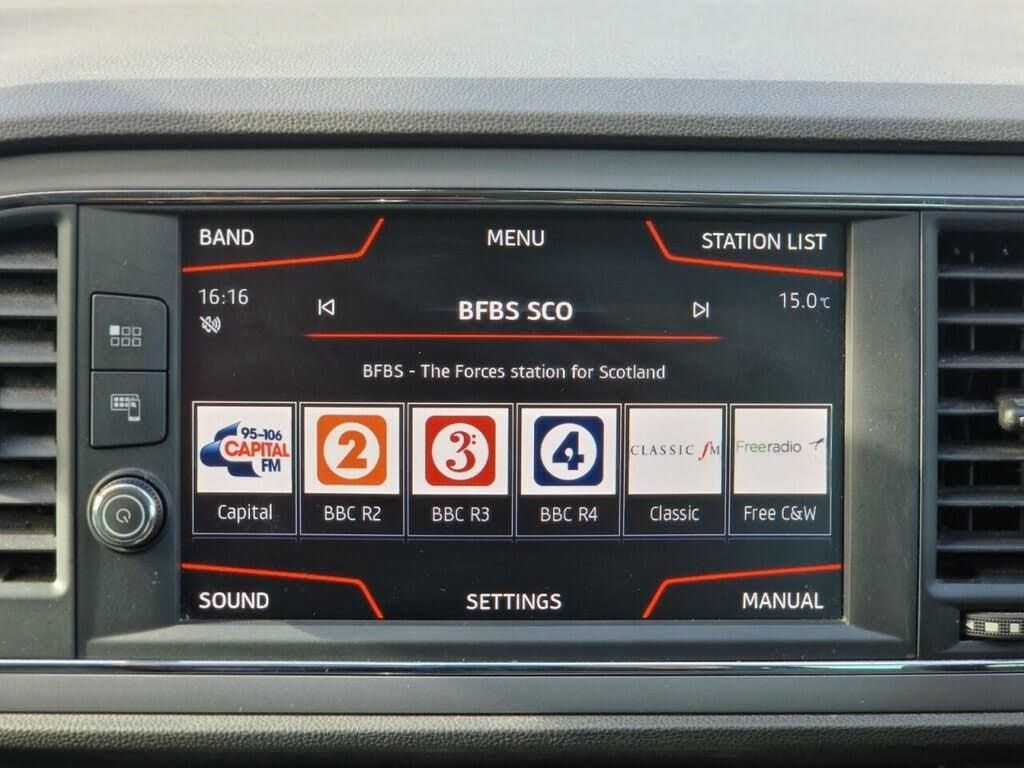 BAND MENU STATION LIST
16:16 BFBS SCO 15.0°C
BFBS - The Forces station for Scotland
95-106
CAPITAL
FM
2
3
4
CLASSIC fM
Freeradio
Capital BBC R2 BBC R3 BBC R4 Classic Free C&W
SOUND SETTINGS MANUAL